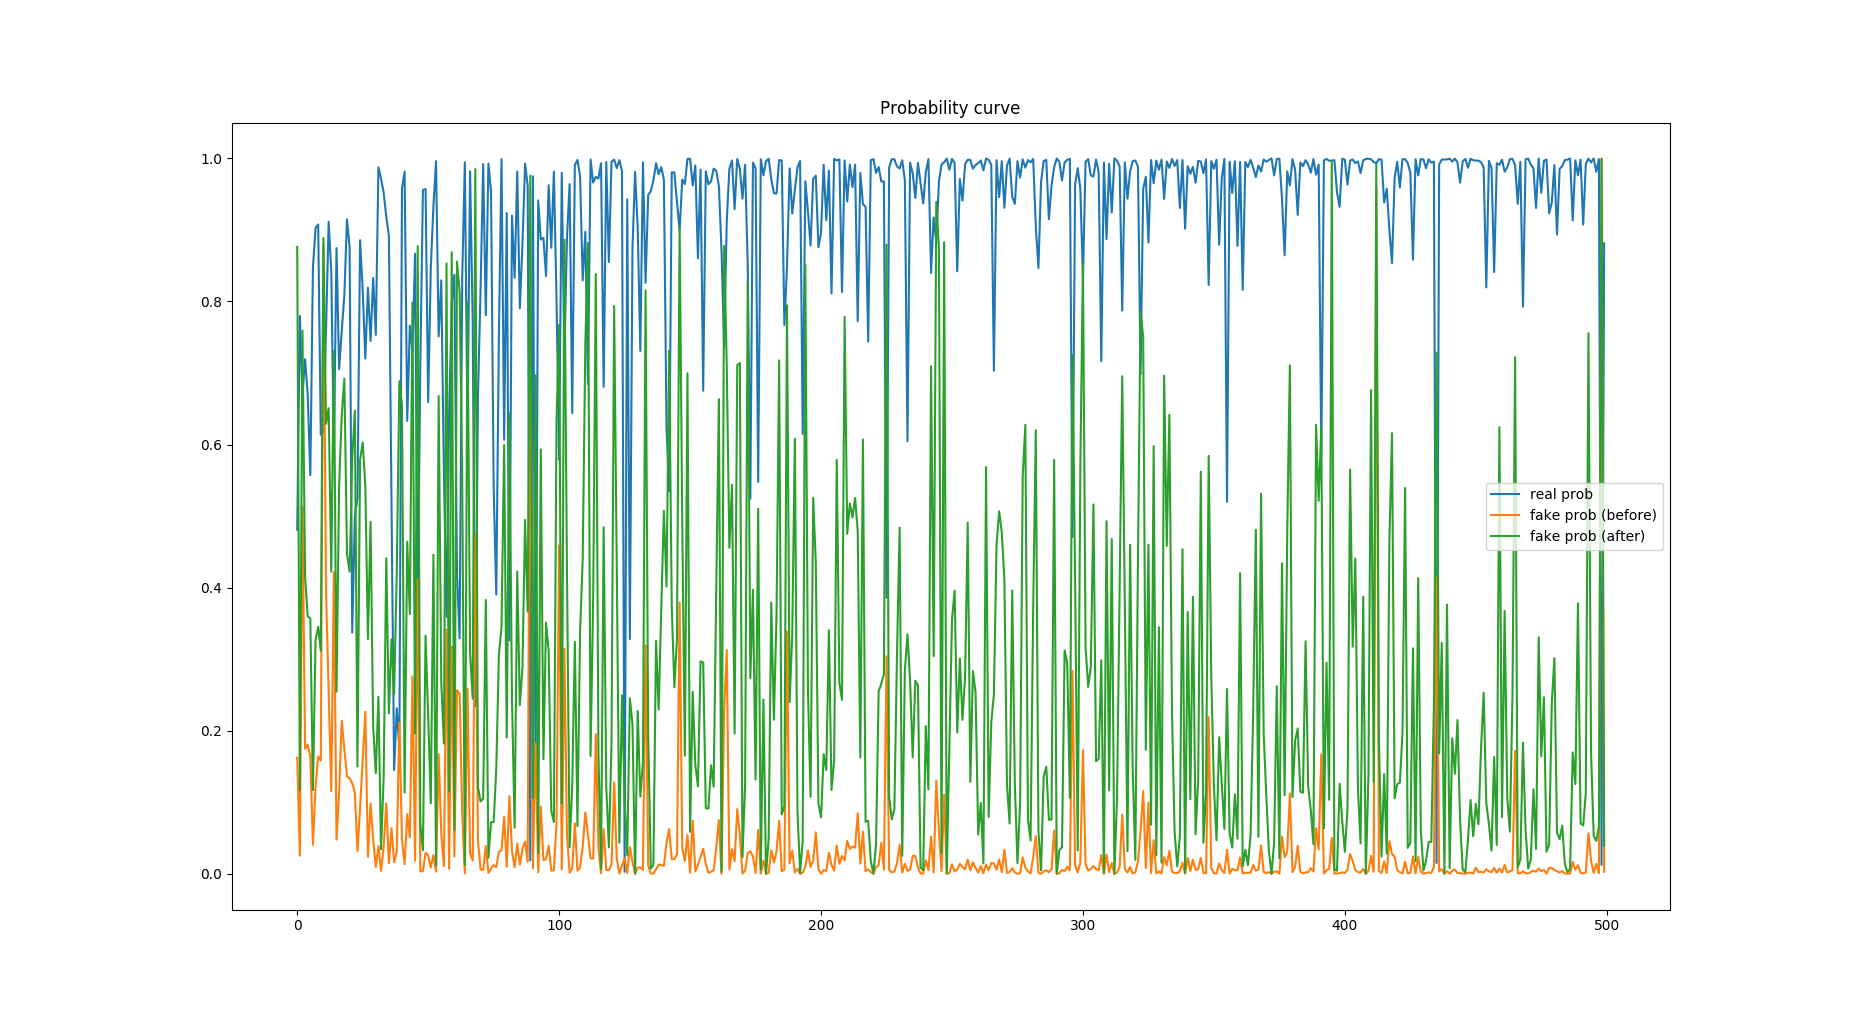 Probability curve
1.0
0.8
0.6
0.4
0.2
0.0
real prob
fake prob (before)
fake prob (after)
0 100 200 300 400 500